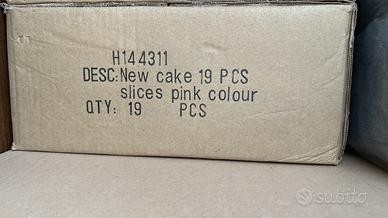 H144311
DESC:New cake 19 PCS
slices pink colour
QTY: 19 PCS
subito